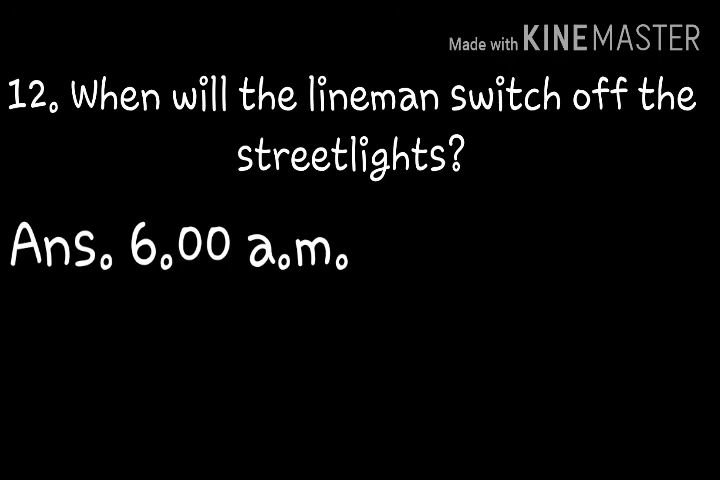 Made with KINEMASTER
12. When will the lineman switch off the
streetlights?
Ans. 6.00 a.m.